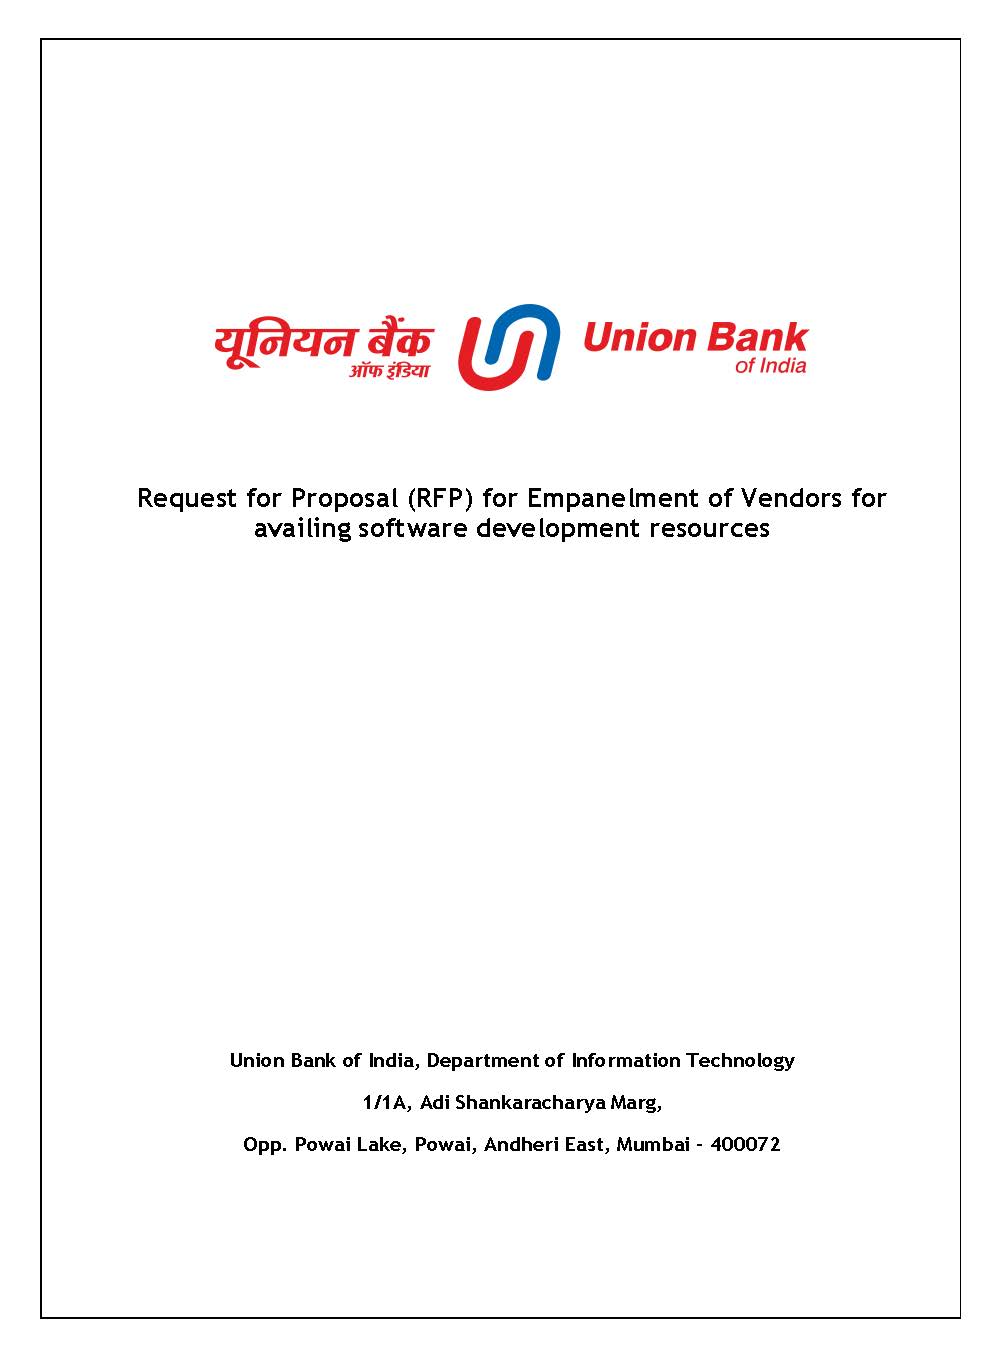 यूनियन बैंक
ऑफ इंडिया
Union Bank
of India
Request for Proposal (RFP) for Empanelment of Vendors for
availing software development resources
Union Bank of India, Department of Information Technology
1/1A, Adi Shankaracharya Marg,
Opp. Powai Lake, Powai, Andheri East, Mumbai - 400072